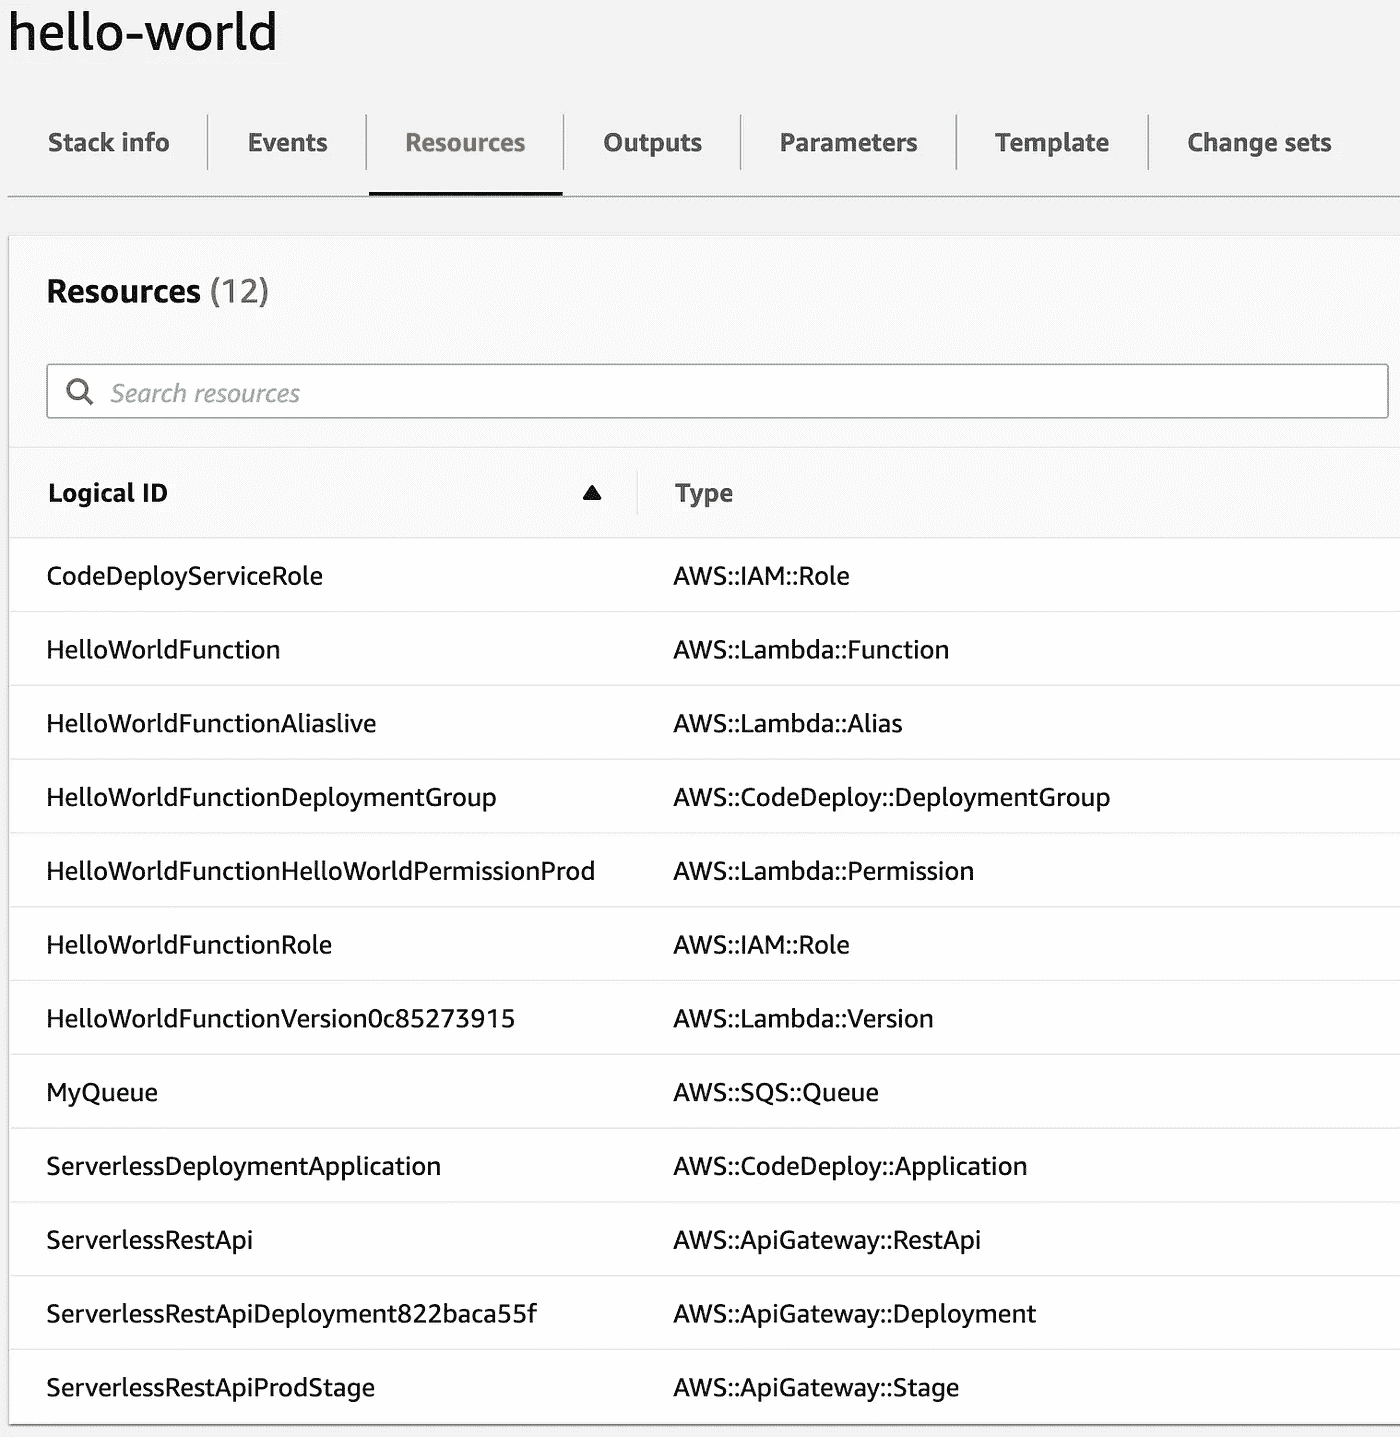 hello-world
Stack info Events Resources Outputs Parameters Template Change sets
Resources (12)
Search resources
Logical ID Type
CodeDeployServiceRole AWS::IAM::Role
HelloWorldFunction AWS::Lambda::Function
HelloWorldFunctionAliaslive AWS::Lambda::Alias
HelloWorldFunctionDeploymentGroup AWS::CodeDeploy::DeploymentGroup
HelloWorldFunctionHelloWorldPermissionProd AWS::Lambda::Permission
HelloWorldFunctionRole AWS::IAM::Role
HelloWorldFunctionVersion0c85273915 AWS::Lambda::Version
MyQueue AWS::SQS::Queue
ServerlessDeploymentApplication AWS::CodeDeploy::Application
ServerlessRestApi AWS::ApiGateway::RestApi
ServerlessRestApiDeployment822baca55f AWS::ApiGateway::Deployment
ServerlessRestApiProdStage AWS::ApiGateway::Stage